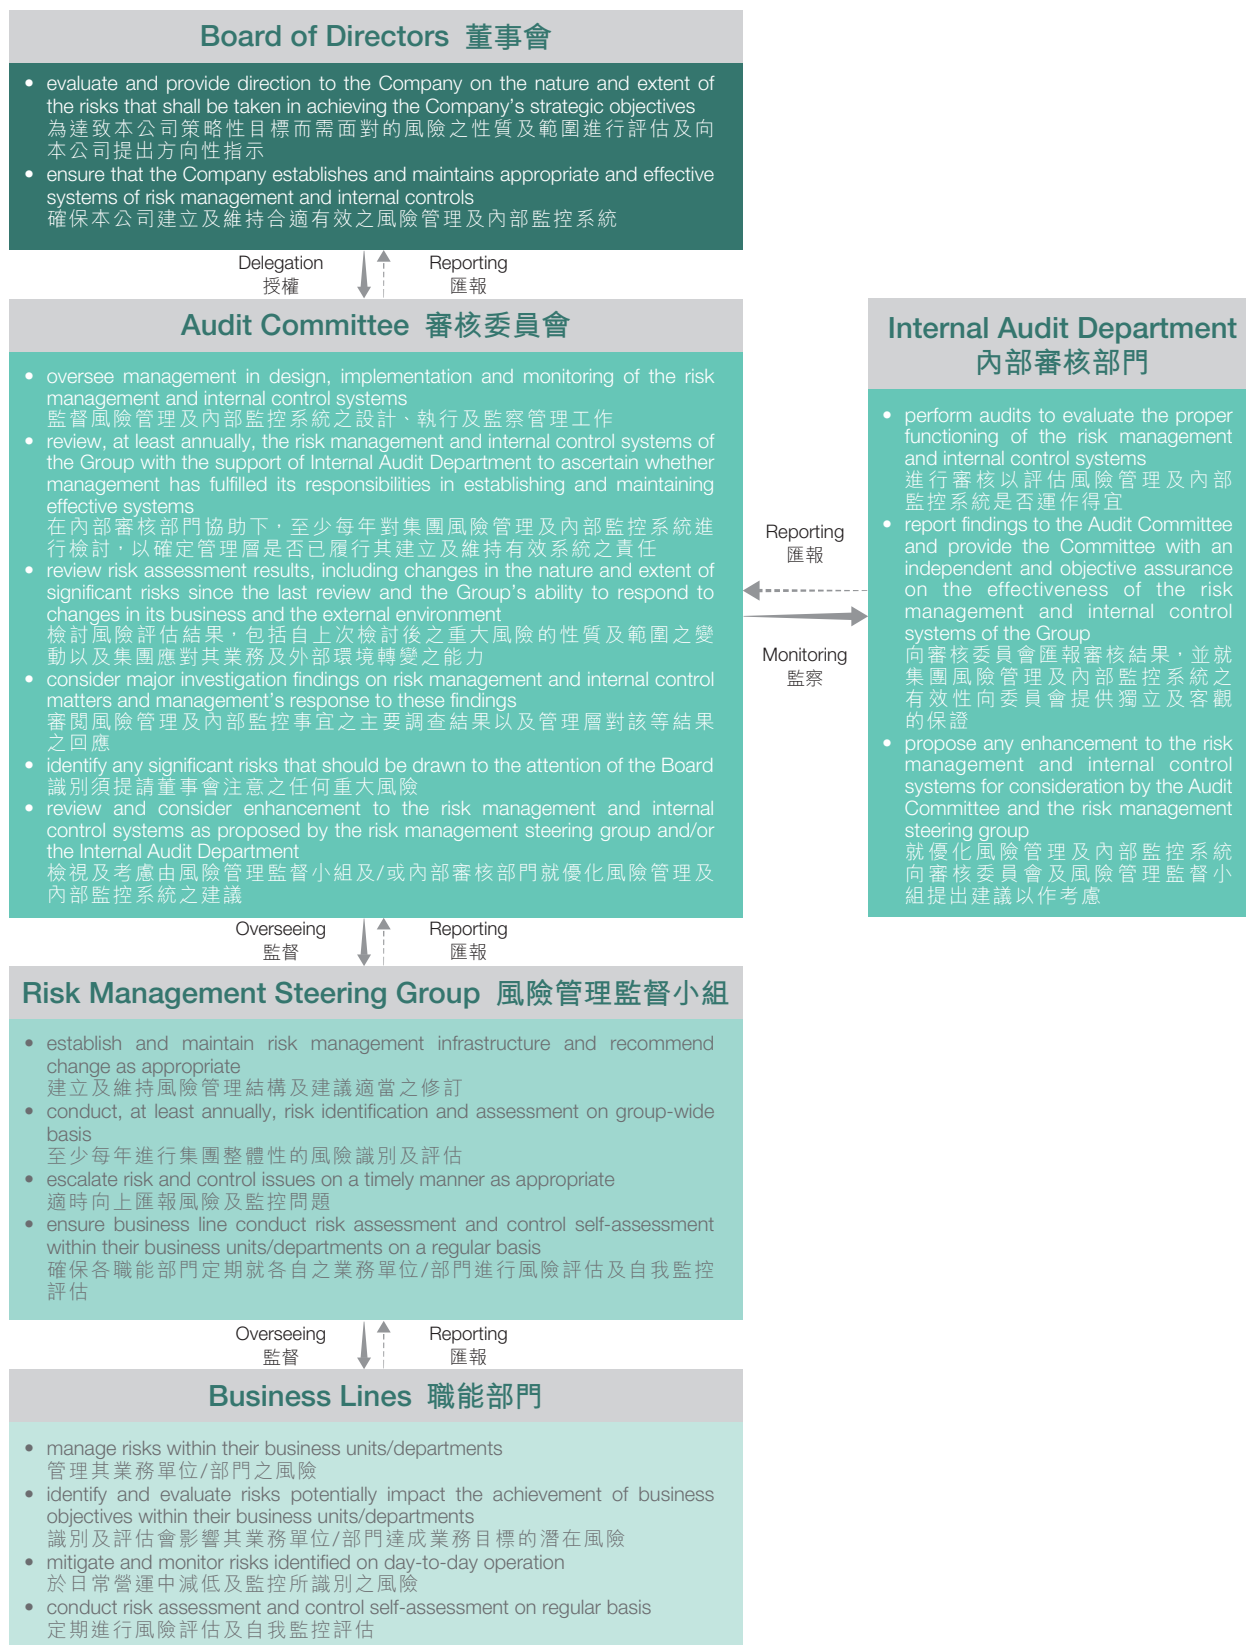 Board of Directors 董事會
• evaluate and provide direction to the Company on the nature and extent of
the risks that shall be taken in achieving the Company’s strategic objectives
為達致本公司策略性目標而需面對的風險之性質及範圍進行評估及向
本公司提出方向性指示
• ensure that the Company establishes and maintains appropriate and effective
systems of risk management and internal controls
確保本公司建立及維持合適有效之風險管理及內部監控系統
Delegation
授權
Reporting
匯報
Audit Committee 審核委員會
• oversee management in design, implementation and monitoring of the risk
management and internal control systems
監督風險管理及內部監控系統之設計、執行及監察管理工作
• review, at least annually, the risk management and internal control systems of
the Group with the support of Internal Audit Department to ascertain whether
management has fulfilled its responsibilities in establishing and maintaining
effective systems
在內部審核部門協助下，至少每年對集團風險管理及內部監控系統進
行檢討，以確定管理層是否已履行其建立及維持有效系統之責任
• review risk assessment results, including changes in the nature and extent of
significant risks since the last review and the Group’s ability to respond to
changes in its business and the external environment
檢討風險評估結果，包括自上次檢討後之重大風險的性質及範圍之變
動以及集團應對其業務及外部環境轉變之能力
• consider major investigation findings on risk management and internal control
matters and management’s response to these findings
審閱風險管理及內部監控事宜之主要調查結果以及管理層對該等結果
之回應
• identify any significant risks that should be drawn to the attention of the Board
識別須提請董事會注意之任何重大風險
• review and consider enhancement to the risk management and internal
control systems as proposed by the risk management steering group and/or
the Internal Audit Department
檢視及考慮由風險管理監督小組及/或內部審核部門就優化風險管理及
內部監控系統之建議
Reporting
匯報
Monitoring
監察
Internal Audit Department
內部審核部門
• perform audits to evaluate the proper
functioning of the risk management
and internal control systems
進行審核以評估風險管理及內部
監控系統是否運作得宜
• report findings to the Audit Committee
and provide the Committee with an
independent and objective assurance
on the effectiveness of the risk
management and internal control
systems of the Group
向審核委員會匯報審核結果，並就
集團風險管理及內部監控系統之
有效性向委員會提供獨立及客觀
的保證
• propose any enhancement to the risk
management and internal control
systems for consideration by the Audit
Committee and the risk management
steering group
就優化風險管理及內部監控系統
向審核委員會及風險管理監督小
組提出建議以作考慮
Overseeing
監督
Reporting
匯報
Risk Management Steering Group 風險管理監督小組
• establish and maintain risk management infrastructure and recommend
change as appropriate
建立及維持風險管理結構及建議適當之修訂
• conduct, at least annually, risk identification and assessment on group-wide
basis
至少每年進行集團整體性的風險識別及評估
• escalate risk and control issues on a timely manner as appropriate
適時向上匯報風險及監控問題
• ensure business line conduct risk assessment and control self-assessment
within their business units/departments on a regular basis
確保各職能部門定期就各自之業務單位/部門進行風險評估及自我監控
評估
Overseeing
監督
Reporting
匯報
Business Lines 職能部門
• manage risks within their business units/departments
管理其業務單位/部門之風險
• identify and evaluate risks potentially impact the achievement of business
objectives within their business units/departments
識別及評估會影響其業務單位/部門達成業務目標的潛在風險
• mitigate and monitor risks identified on day-to-day operation
於日常營運中減低及監控所識別之風險
• conduct risk assessment and control self-assessment on regular basis
定期進行風險評估及自我監控評估